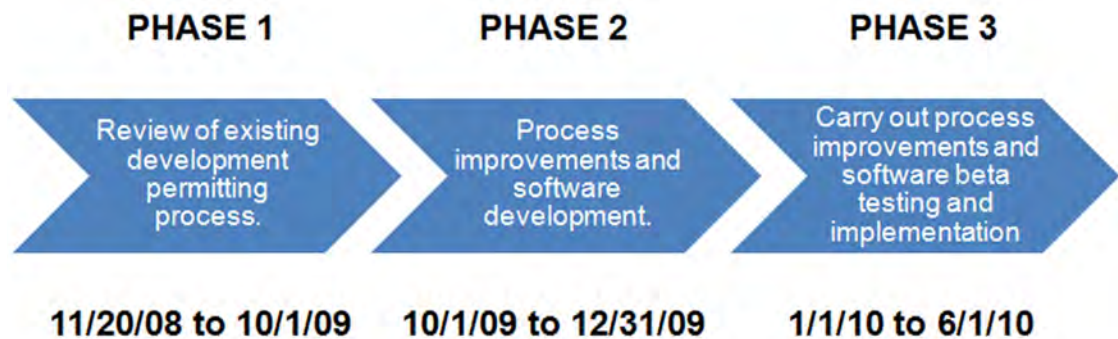 PHASE 1
PHASE 2
PHASE 3
Review of existing
development
permitting
process.
Process
improvements and
software
development.
Carry out process
improvements and
software beta
testing and
implementation
11/20/08 to 10/1/09
10/1/09 to 12/31/09
1/1/10 to 6/1/10